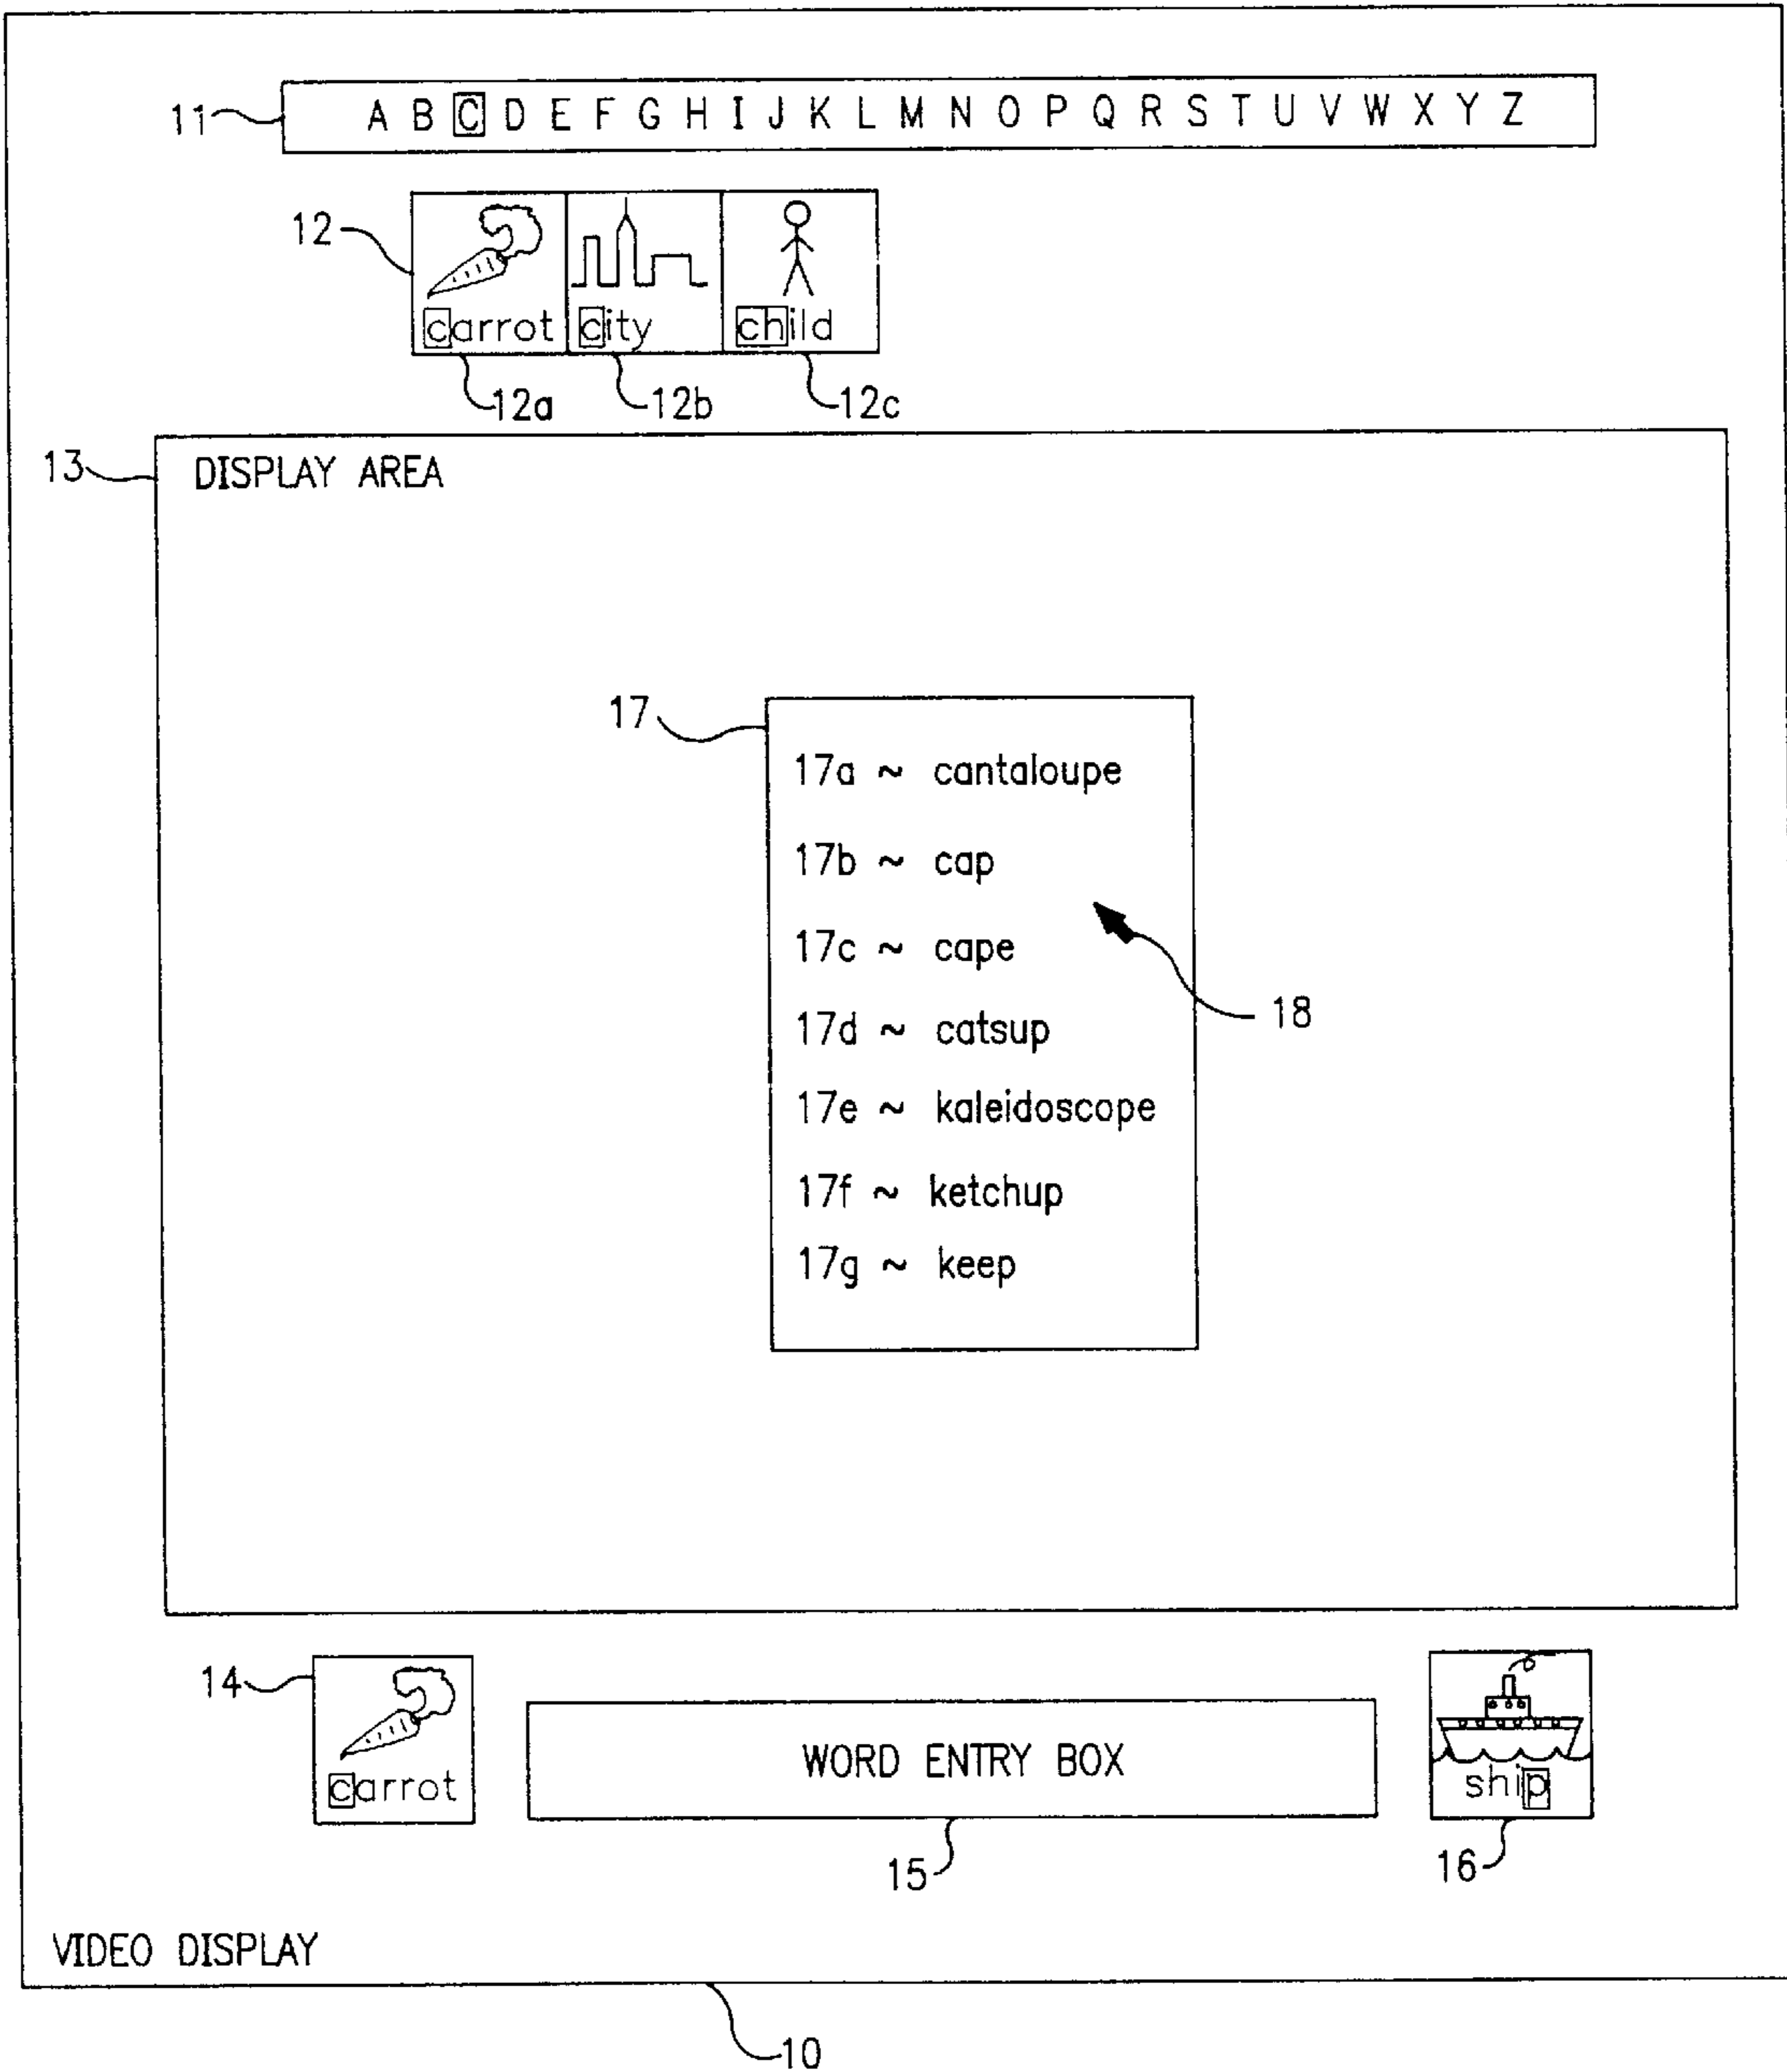 11 A B C D E F G H I J K L M N O P Q R S T U V W X Y Z
12
carrot city child
12a 12b 12c
13 DISPLAY AREA
17
17a ~ cantaloupe
17b ~ cap
17c ~ cape
18
17d ~ catsup
17e ~ kaleidoscope
17f ~ ketchup
17g ~ keep
14
carrot
WORD ENTRY BOX
ship
15
16
VIDEO DISPLAY
10